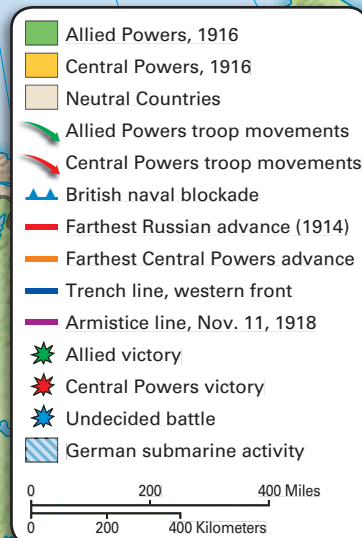 Allied Powers, 1916
Central Powers, 1916
Neutral Countries
Allied Powers troop movements
Central Powers troop movements
British naval blockade
Farthest Russian advance (1914)
Farthest Central Powers advance
Trench line, western front
Armistice line, Nov. 11, 1918
Allied victory
Central Powers victory
Undecided battle
German submarine activity
0 200 400 Miles
0 200 400 Kilometers